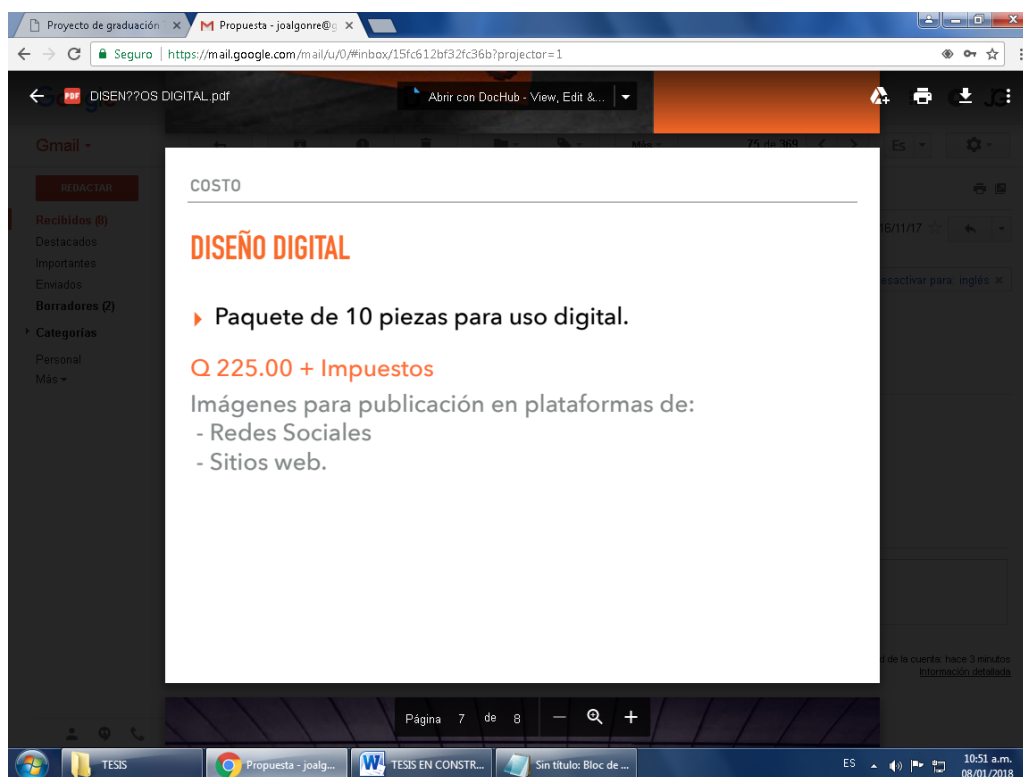 Proyecto de graduación
Propuesta - joalgonre@g
Seguro
https://mail.google.com/mail/u/0/#inbox/15fc612bf32fc36b?projector=1
PDF
DISEN??OS DIGITAL.pdf
Abrir con DocHub - View, Edit &...
Gmail
Más
75 de 369
Es
REDACTAR
COSTO
Recibidos (8)
16/11/17
Destacados
DISEÑO DIGITAL
Importantes
Enviados
esactivar para: inglés ×
Borradores (2)
Paquete de 10 piezas para uso digital.
Categorías
Personal
Q 225.00 + Impuestos
Más
Imágenes para publicación en plataformas de:
- Redes Sociales
- Sitios web.
d de la cuenta: hace 3 minutos
Información detallada
Página 7 de 8
TESIS
Propuesta - joalg...
TESIS EN CONSTR...
Sin título: Bloc de ...
ES
10:51 a.m.
08/01/2018